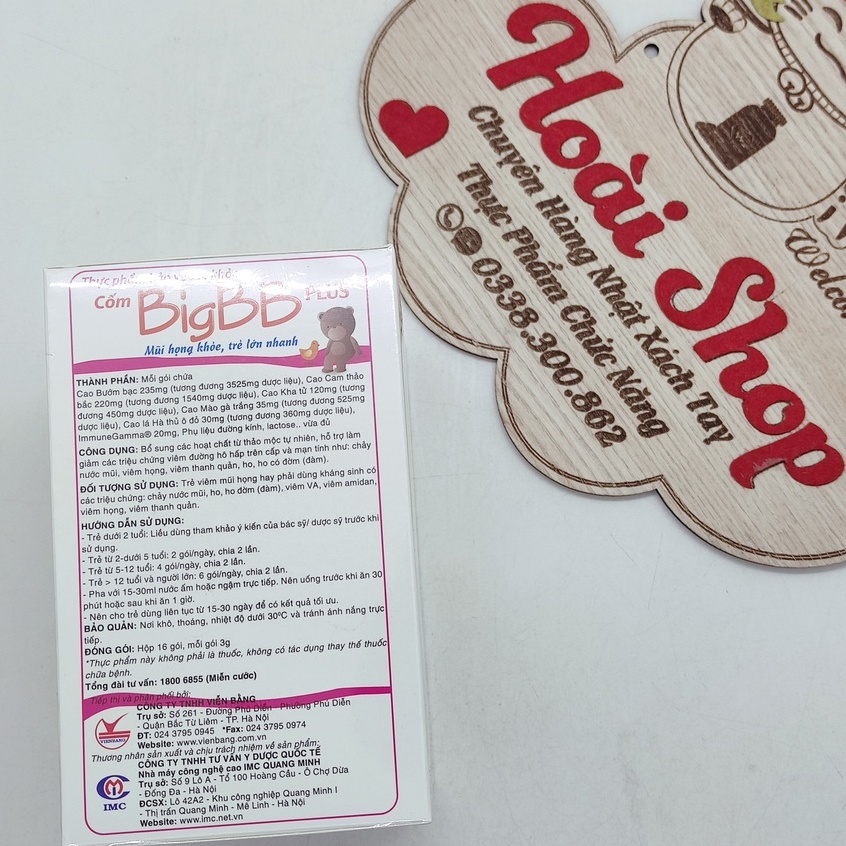 Hoài Shop
Chuyên Hàng Nhật Xách Tay
Thực Phẩm Chức Năng
0338.300.862
Cốm BigBB PLUS
Mũi họng khỏe, trẻ lớn nhanh
THÀNH PHẦN: Mỗi gói chứa
Cao Bướm bạc 235mg (tương đương 3525mg dược liệu), Cao Cam thảo
bắc 220mg (tương đương 1540mg dược liệu), Cao Kha tử 120mg (tương
đương 450mg dược liệu), Cao Mào gà trắng 35mg (tương đương 525mg
dược liệu), Cao lá Hà thủ ô đỏ 30mg (tương đương 360mg dược liệu),
ImmuneGamma® 20mg, Phụ liệu đường kính, lactose.. vừa đủ
CÔNG DỤNG: Bổ sung các hoạt chất từ thảo mộc tự nhiên, hỗ trợ làm
giảm các triệu chứng viêm đường hô hấp trên cấp và mạn tính như: chảy
nước mũi, viêm họng, viêm thanh quản, ho, ho có đờm (đàm).
ĐỐI TƯỢNG SỬ DỤNG: Trẻ viêm mũi họng hay phải dùng kháng sinh có
các triệu chứng: chảy nước mũi, ho, ho đờm (đàm), viêm VA, viêm amidan,
viêm họng, viêm thanh quản.
HƯỚNG DẪN SỬ DỤNG:
- Trẻ dưới 2 tuổi: Liều dùng tham khảo ý kiến của bác sỹ/ dược sỹ trước khi
sử dụng.
- Trẻ từ 2-dưới 5 tuổi: 2 gói/ngày, chia 2 lần.
- Trẻ từ 5-12 tuổi: 4 gói/ngày, chia 2 lần.
- Trẻ > 12 tuổi và người lớn: 6 gói/ngày, chia 2 lần.
- Pha với 15-30ml nước ấm hoặc ngậm trực tiếp. Nên uống trước khi ăn 30
phút hoặc sau khi ăn 1 giờ.
- Nên cho trẻ dùng liên tục từ 15-30 ngày để có kết quả tối ưu.
BẢO QUẢN: Nơi khô, thoáng, nhiệt độ dưới 30ºC và tránh ánh nắng trực
tiếp.
ĐÓNG GÓI: Hộp 16 gói, mỗi gói 3g
*Thực phẩm này không phải là thuốc, không có tác dụng thay thế thuốc
chữa bệnh.
Tổng đài tư vấn: 1800 6855 (Miễn cước)
Tiếp thị và phân phối bởi:
CÔNG TY TNHH VIỄN BẰNG
Trụ sở: Số 261 - Đường Phú Diễn - Phường Phú Diễn
- Quận Bắc Từ Liêm - TP. Hà Nội
ĐT: 024 3795 0945 *Fax: 024 3795 0974
Website: www.vienbang.com.vn
VIENBANG
Thương nhân sản xuất và chịu trách nhiệm về sản phẩm:
CÔNG TY TNHH TƯ VẤN Y DƯỢC QUỐC TẾ
Nhà máy công nghệ cao IMC QUANG MINH
Trụ sở: Số 9 Lô A - Tổ 100 Hoàng Cầu - Ô Chợ Dừa
- Đống Đa - Hà Nội
ĐCSX: Lô 42A2 - Khu công nghiệp Quang Minh I
- Thị trấn Quang Minh - Mê Linh - Hà Nội
Website: www.imc.net.vn
IMC